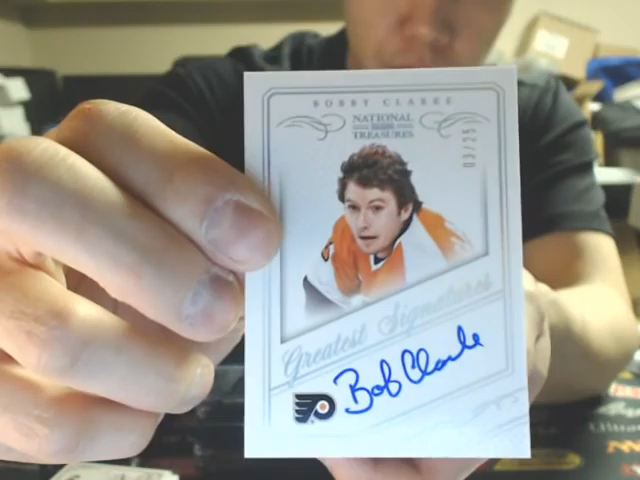 BOBBY CLARKE
NATIONAL
TREASURES
03/25
Greatest Signatures
Bob Clarke